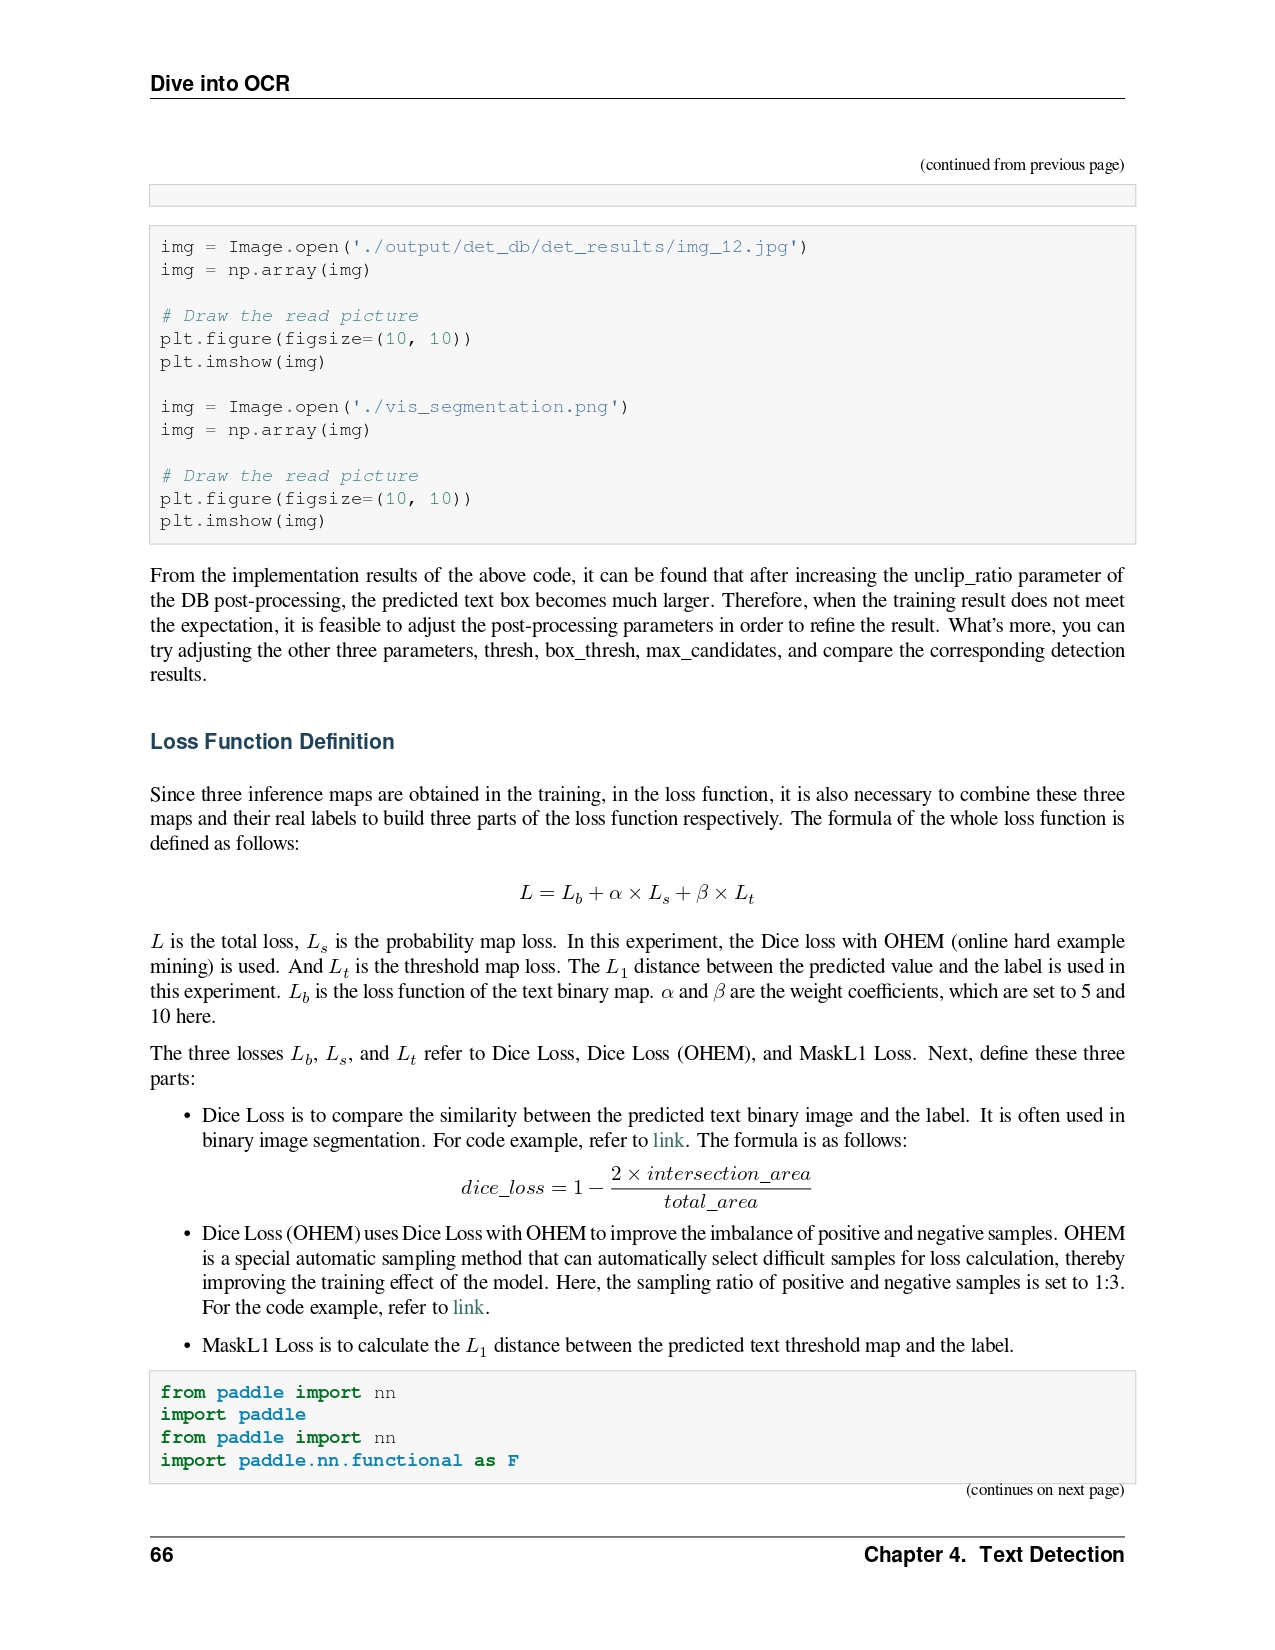 Dive into OCR
(continued from previous page)
img = Image.open('./output/det_db/det_results/img_12.jpg')
img = np.array(img)
# Draw the read picture
plt.figure(figsize=(10, 10))
plt.imshow(img)
img = Image.open('./vis_segmentation.png')
img = np.array(img)
# Draw the read picture
plt.figure(figsize=(10, 10))
plt.imshow(img)
From the implementation results of the above code, it can be found that after increasing the unclip_ratio parameter of
the DB post-processing, the predicted text box becomes much larger. Therefore, when the training result does not meet
the expectation, it is feasible to adjust the post-processing parameters in order to refine the result. What's more, you can
try adjusting the other three parameters, thresh, box_thresh, max_candidates, and compare the corresponding detection
results.
Loss Function Definition
Since three inference maps are obtained in the training, in the loss function, it is also necessary to combine these three
maps and their real labels to build three parts of the loss function respectively. The formula of the whole loss function is
defined as follows:
L = L_b + α × L_s + β × L_t
L is the total loss, L_s is the probability map loss. In this experiment, the Dice loss with OHEM (online hard example
mining) is used. And L_t is the threshold map loss. The L_1 distance between the predicted value and the label is used in
this experiment. L_b is the loss function of the text binary map. α and β are the weight coefficients, which are set to 5 and
10 here.
The three losses L_b, L_s, and L_t refer to Dice Loss, Dice Loss (OHEM), and MaskL1 Loss. Next, define these three
parts:
• Dice Loss is to compare the similarity between the predicted text binary image and the label. It is often used in
binary image segmentation. For code example, refer to link. The formula is as follows:
dice_loss = 1 − 2 × intersection_area / total_area
• Dice Loss (OHEM) uses Dice Loss with OHEM to improve the imbalance of positive and negative samples. OHEM
is a special automatic sampling method that can automatically select difficult samples for loss calculation, thereby
improving the training effect of the model. Here, the sampling ratio of positive and negative samples is set to 1:3.
For the code example, refer to link.
• MaskL1 Loss is to calculate the L_1 distance between the predicted text threshold map and the label.
from paddle import nn
import paddle
from paddle import nn
import paddle.nn.functional as F
(continues on next page)
66 Chapter 4. Text Detection